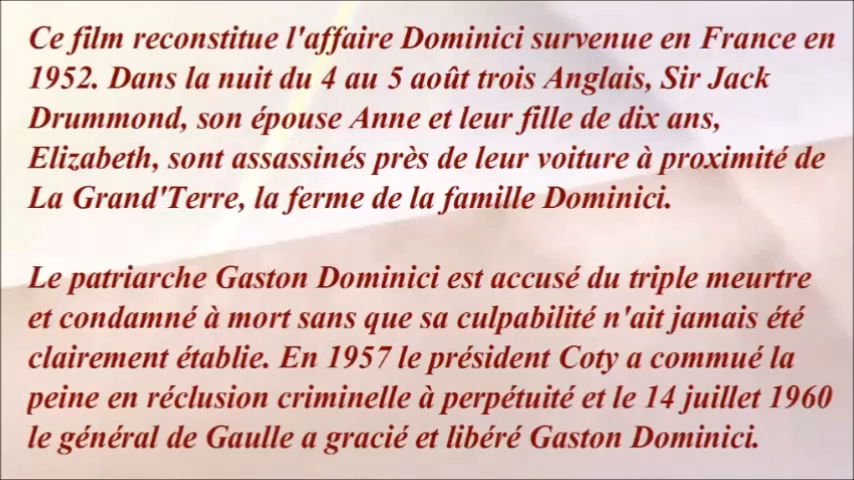 Ce film reconstitue l'affaire Dominici survenue en France en
1952. Dans la nuit du 4 au 5 août trois Anglais, Sir Jack
Drummond, son épouse Anne et leur fille de dix ans,
Elizabeth, sont assassinés près de leur voiture à proximité de
La Grand'Terre, la ferme de la famille Dominici.
Le patriarche Gaston Dominici est accusé du triple meurtre
et condamné à mort sans que sa culpabilité n'ait jamais été
clairement établie. En 1957 le président Coty a commué la
peine en réclusion criminelle à perpétuité et le 14 juillet 1960
le général de Gaulle a gracié et libéré Gaston Dominici.